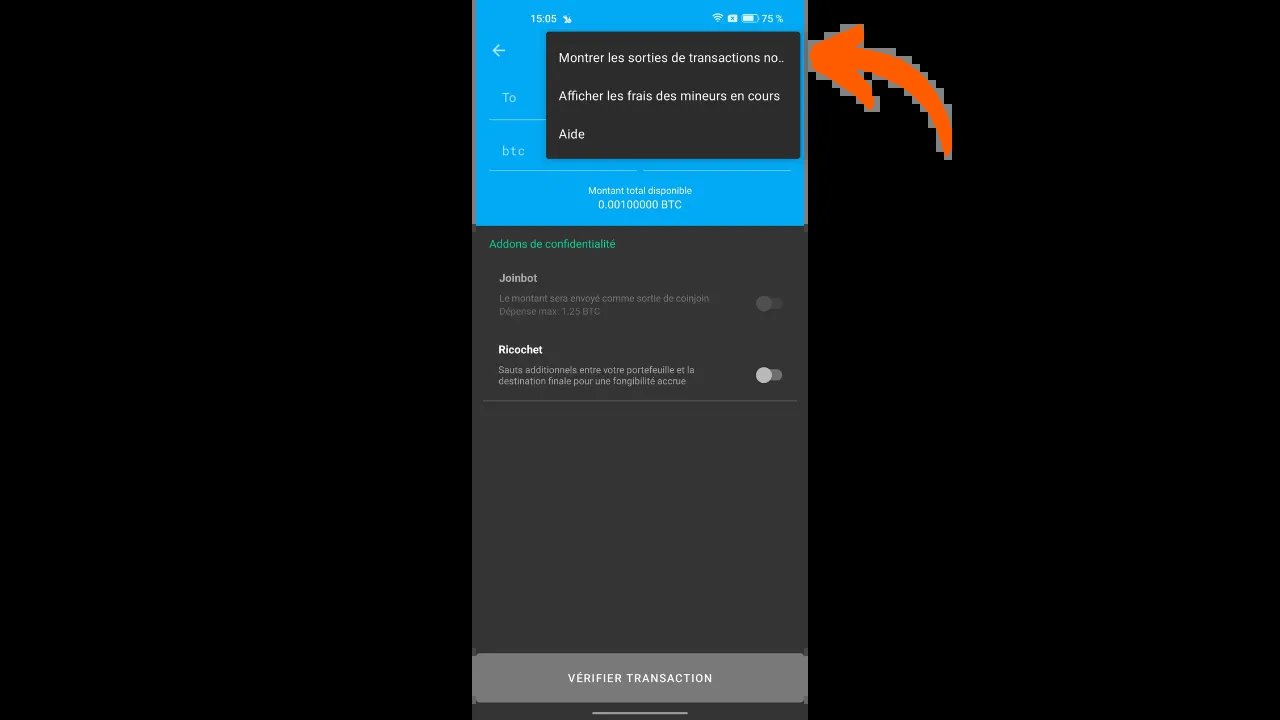 15:05
75 %
Montrer les sorties de transactions no..
To
Afficher les frais des mineurs en cours
Aide
btc
Montant total disponible
0.00100000 BTC
Addons de confidentialité
Joinbot
Le montant sera envoyé comme sortie de coinjoin
Dépense max: 1,25 BTC
Ricochet
Sauts additionnels entre votre portefeuille et la
destination finale pour une fongibilité accrue
VÉRIFIER TRANSACTION